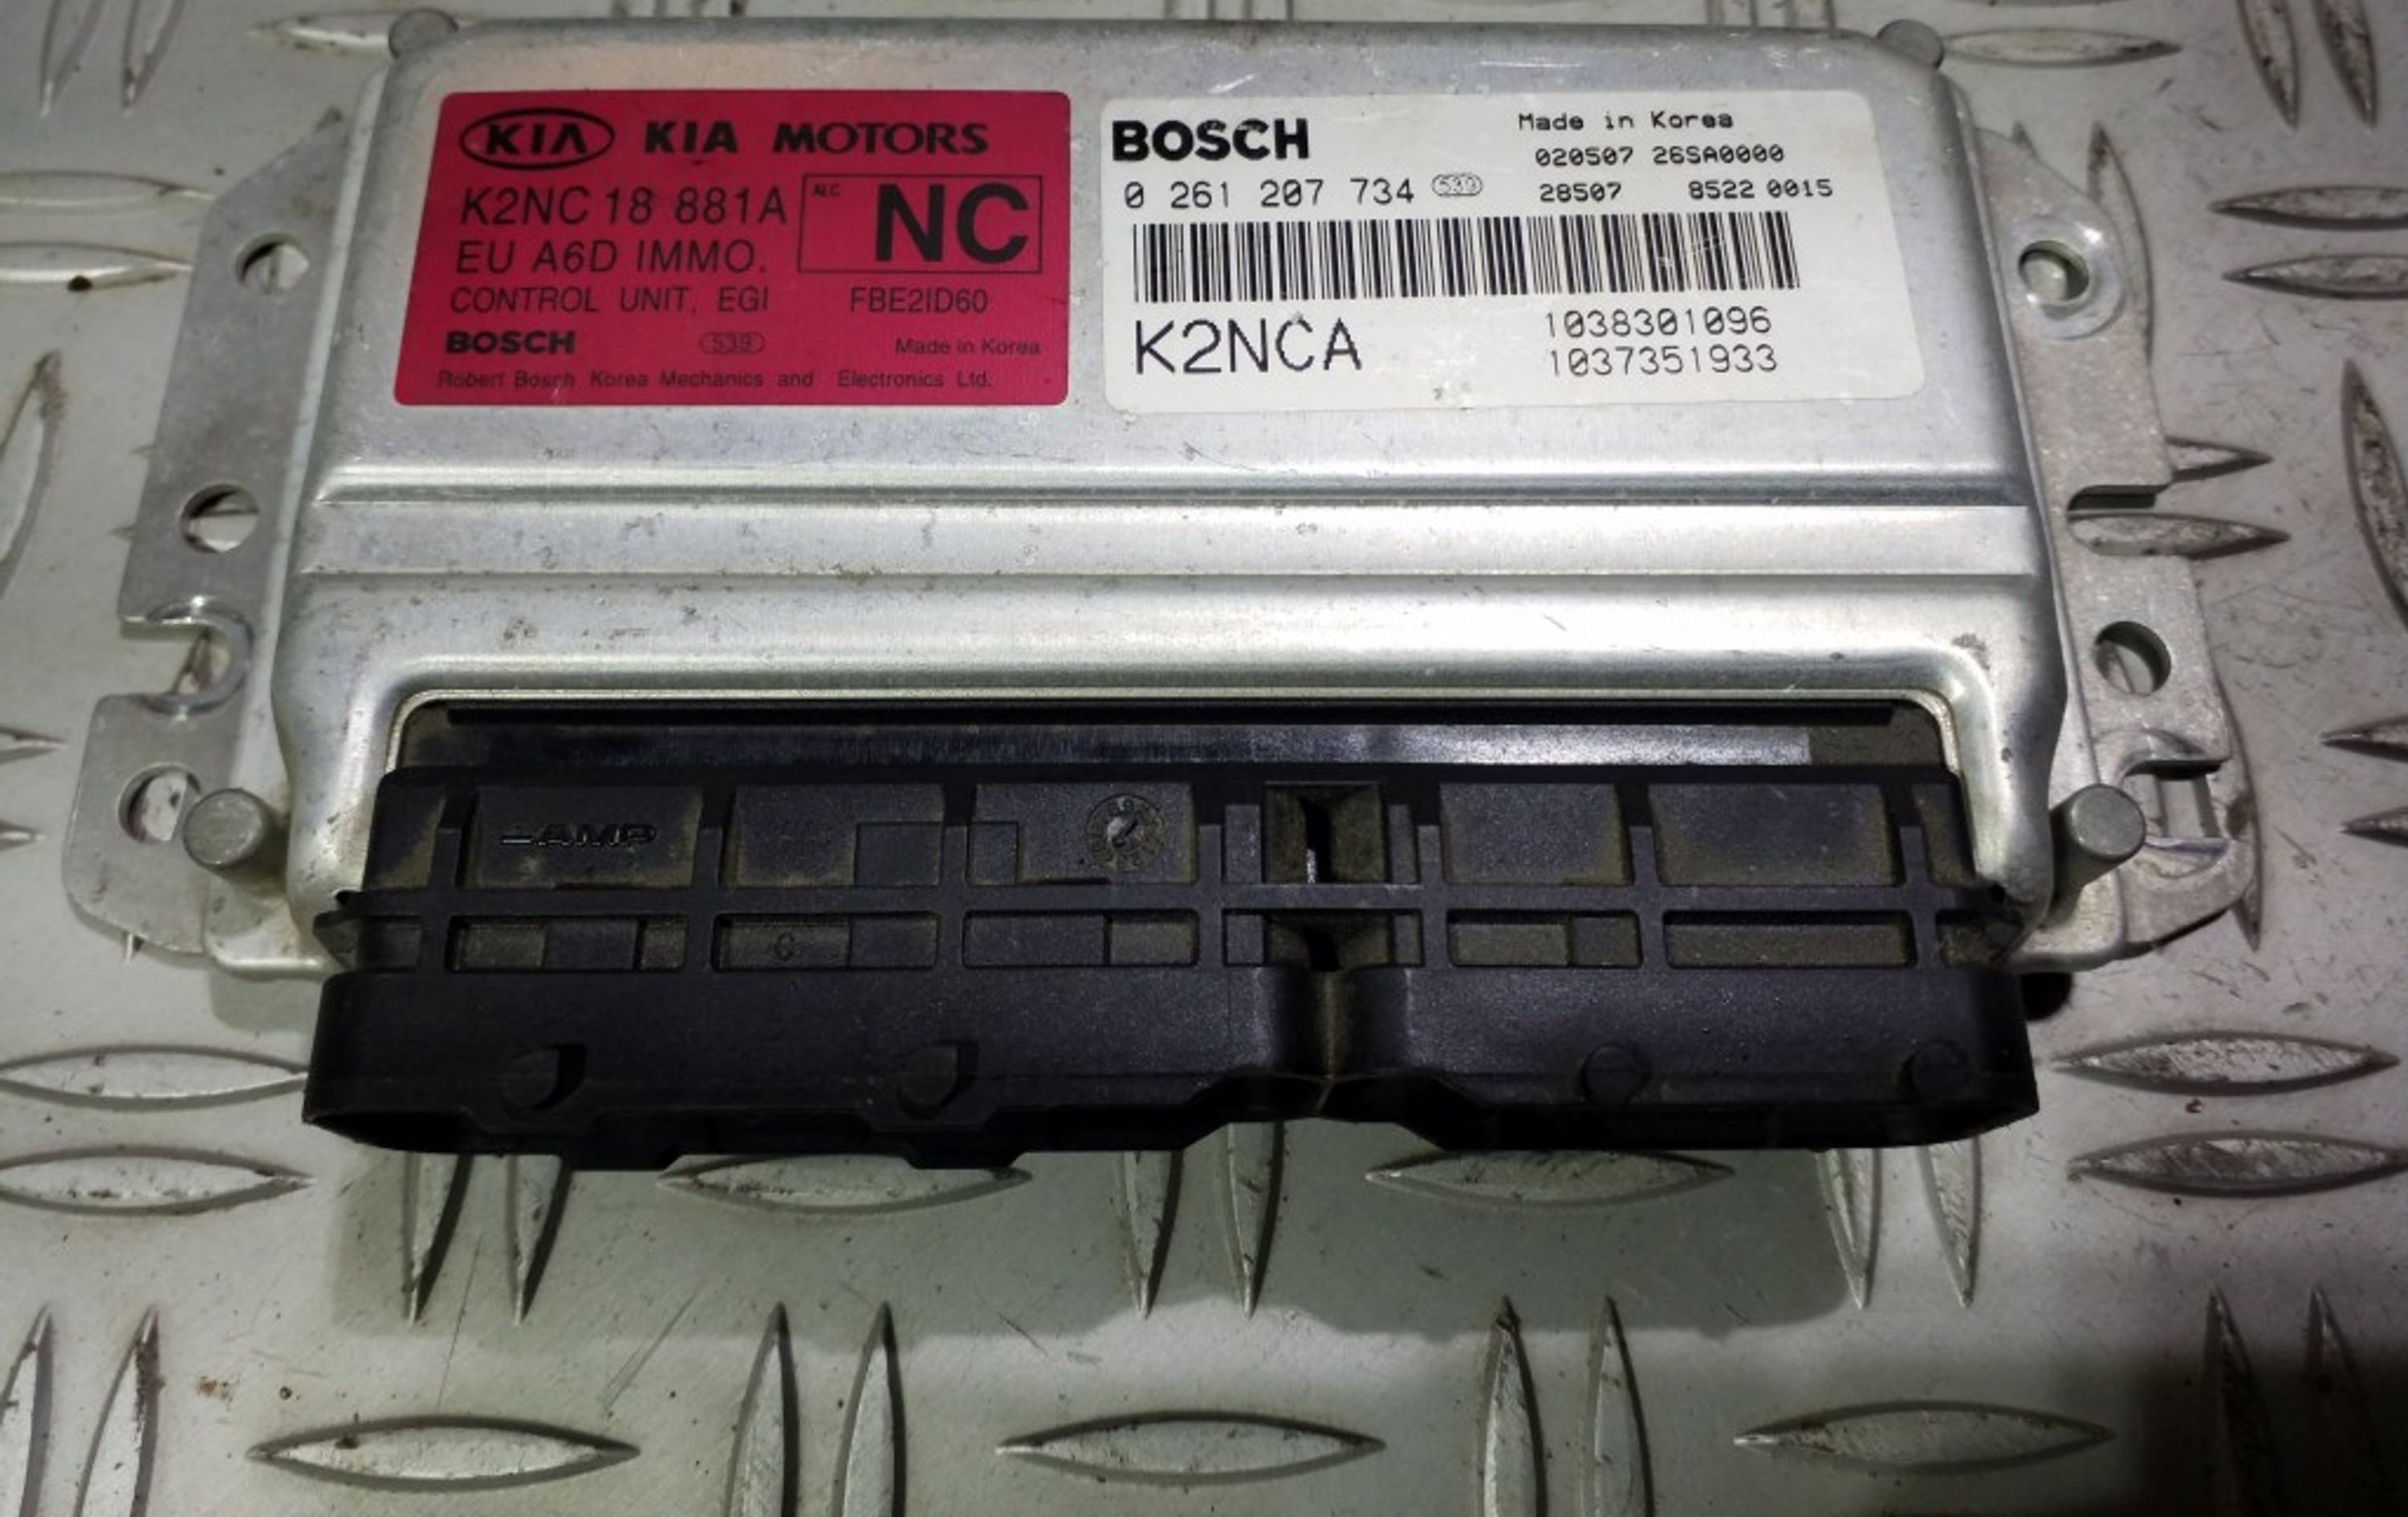 KIA KIA MOTORS
K2NC 18 881A
ALC NC
EU A6D IMMO.
CONTROL UNIT, EGI FBE2ID60
BOSCH 539 Made in Korea
Robert Bosch Korea Mechanics and Electronics Ltd.
BOSCH
Made in Korea
020507 26SA0000
0 261 207 734 539
28507 8522 0015
K2NCA
1038301096
1037351933
AMP
C